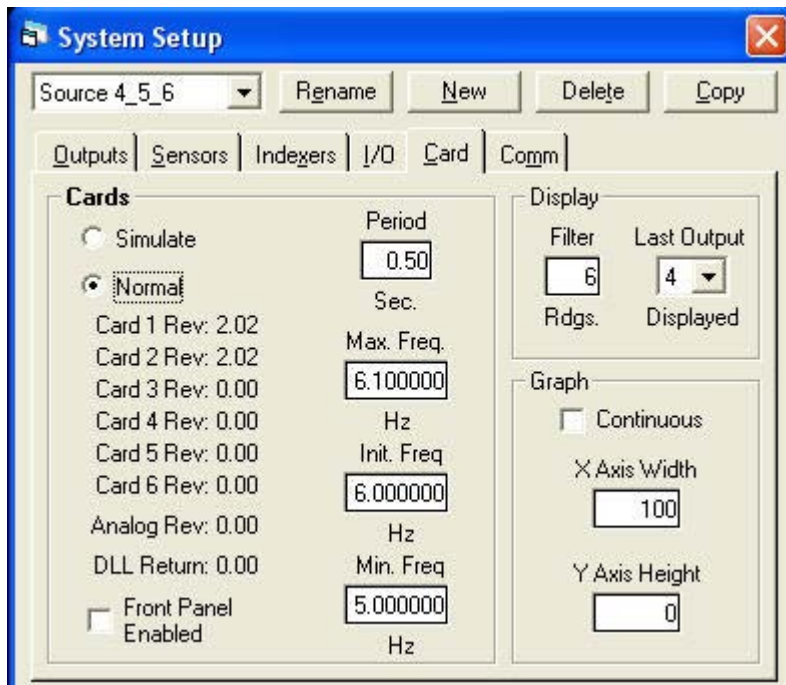 System Setup
Source 4_5_6
Rename
New
Delete
Copy
Outputs
Sensors
Indexers
I/O
Card
Comm
Cards
Simulate
Normal
Card 1 Rev: 2.02
Card 2 Rev: 2.02
Card 3 Rev: 0.00
Card 4 Rev: 0.00
Card 5 Rev: 0.00
Card 6 Rev: 0.00
Analog Rev: 0.00
DLL Return: 0.00
Front Panel
Enabled
Period
0.50
Sec.
Max. Freq.
6.100000
Hz
Init. Freq
6.000000
Hz
Min. Freq
5.000000
Hz
Display
Filter
6
Rdgs.
Last Output
4
Displayed
Graph
Continuous
X Axis Width
100
Y Axis Height
0